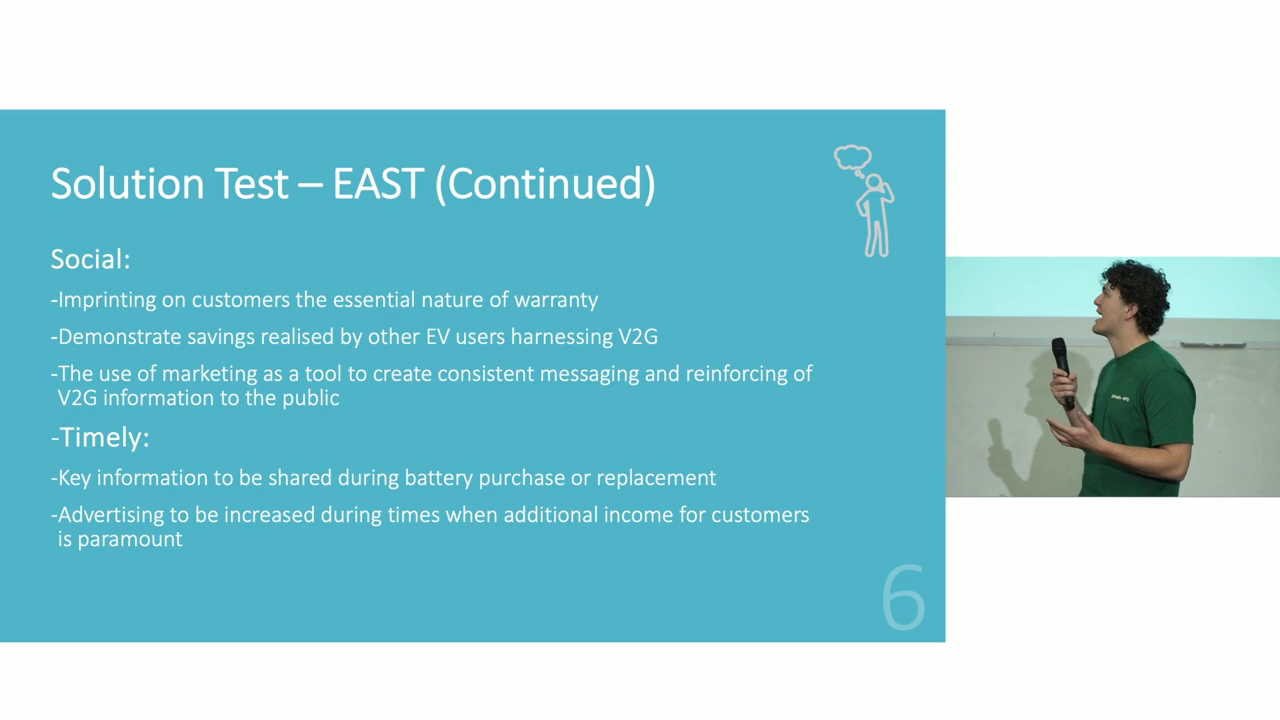 Solution Test – EAST (Continued)
Social:
-Imprinting on customers the essential nature of warranty
-Demonstrate savings realised by other EV users harnessing V2G
-The use of marketing as a tool to create consistent messaging and reinforcing of
V2G information to the public
-Timely:
-Key information to be shared during battery purchase or replacement
-Advertising to be increased during times when additional income for customers
is paramount
6